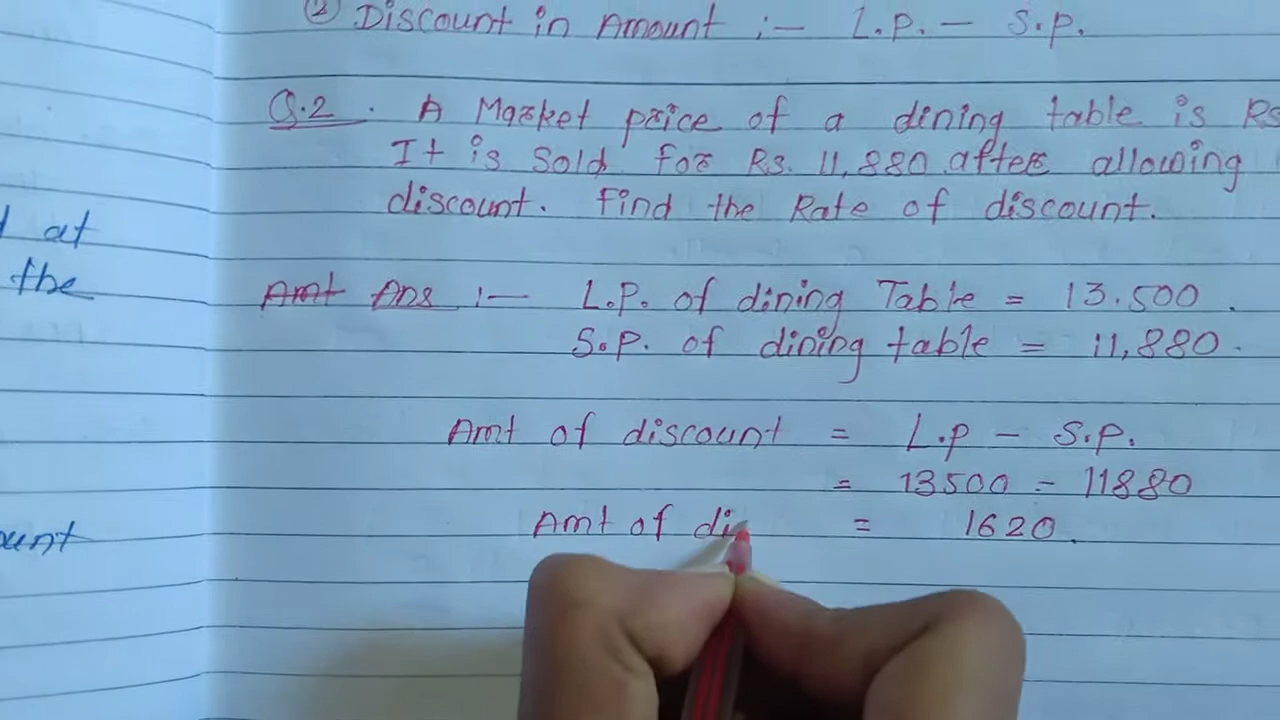 ② Discount in Amount :- L.p. - S.p.
Q.2. A Market price of a dining table is Rs
It is Sold for Rs. 11,880 after allowing
discount. Find the Rate of discount.
at
the
Amt Ans :- L.P. of dining Table = 13.500.
S.P. of dining table = 11,880.
Amt of discount = L.p - S.p.
= 13500 - 11880
Amt of di = 1620.
ount